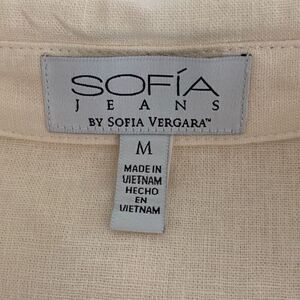 SOFÍA
JEANS
BY SOFIA VERGARA™
M
MADE IN
VIETNAM
HECHO
EN
VIETNAM